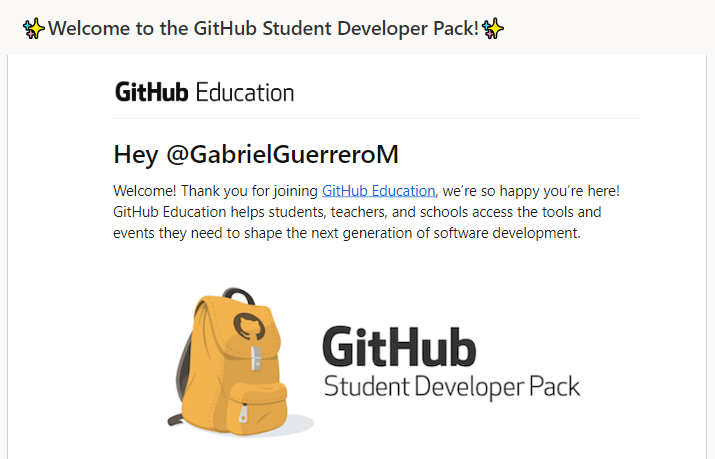 ✨Welcome to the GitHub Student Developer Pack!✨
GitHub Education
Hey @GabrielGuerreroM
Welcome! Thank you for joining GitHub Education, we’re so happy you’re here!
GitHub Education helps students, teachers, and schools access the tools and
events they need to shape the next generation of software development.
GitHub
Student Developer Pack